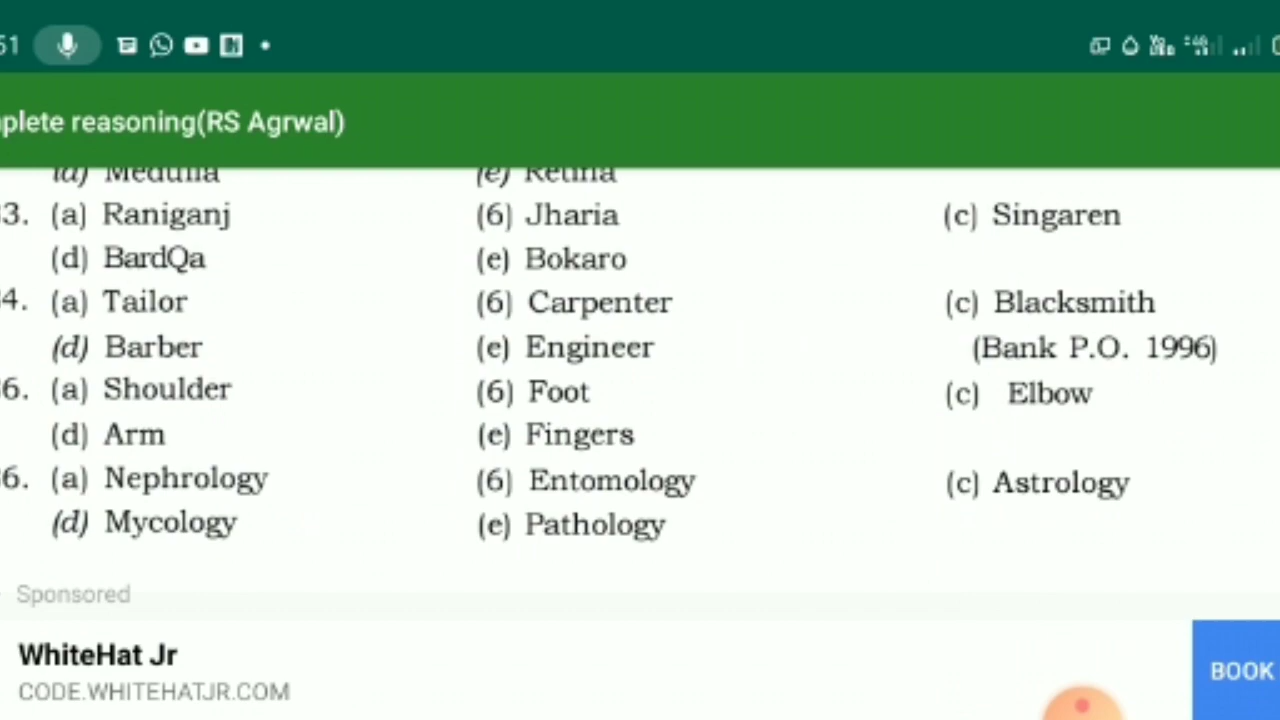 51
mplete reasoning(RS Agrwal)
(d) Medulla (e) Retina
3. (a) Raniganj (6) Jharia (c) Singaren
(d) BardQa (e) Bokaro
4. (a) Tailor (6) Carpenter (c) Blacksmith
(d) Barber (e) Engineer (Bank P.O. 1996)
6. (a) Shoulder (6) Foot (c) Elbow
(d) Arm (e) Fingers
6. (a) Nephrology (6) Entomology (c) Astrology
(d) Mycology (e) Pathology
Sponsored
WhiteHat Jr
BOOK
CODE.WHITEHATJR.COM